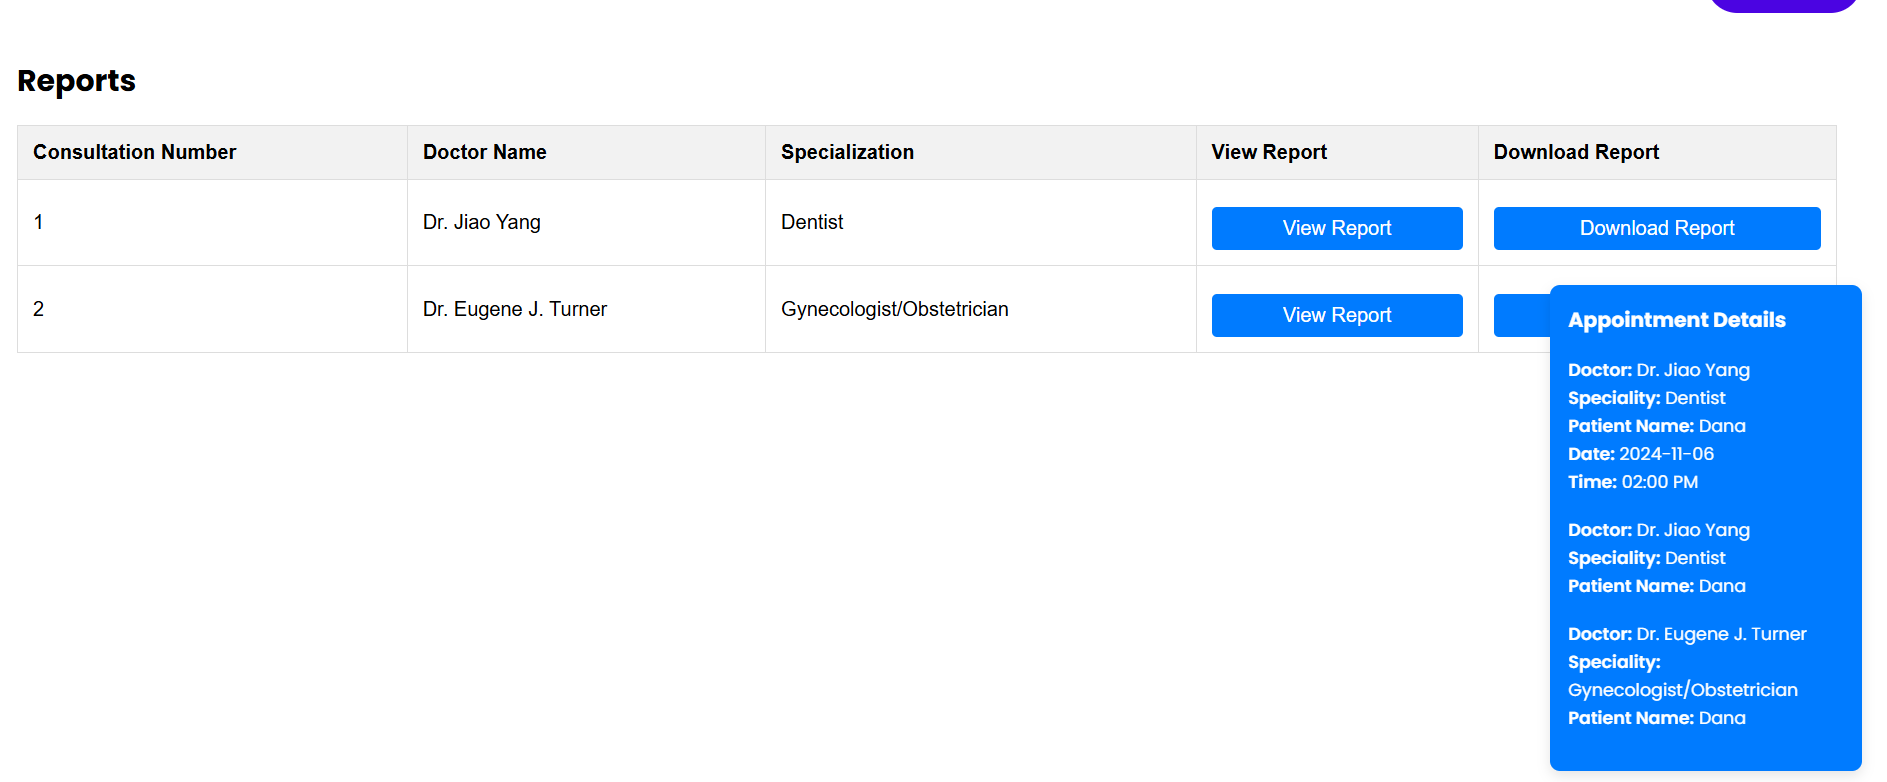 Reports
Consultation Number Doctor Name Specialization View Report Download Report
1 Dr. Jiao Yang Dentist View Report Download Report
2 Dr. Eugene J. Turner Gynecologist/Obstetrician View Report
Appointment Details
Doctor: Dr. Jiao Yang
Speciality: Dentist
Patient Name: Dana
Date: 2024-11-06
Time: 02:00 PM
Doctor: Dr. Jiao Yang
Speciality: Dentist
Patient Name: Dana
Doctor: Dr. Eugene J. Turner
Speciality:
Gynecologist/Obstetrician
Patient Name: Dana